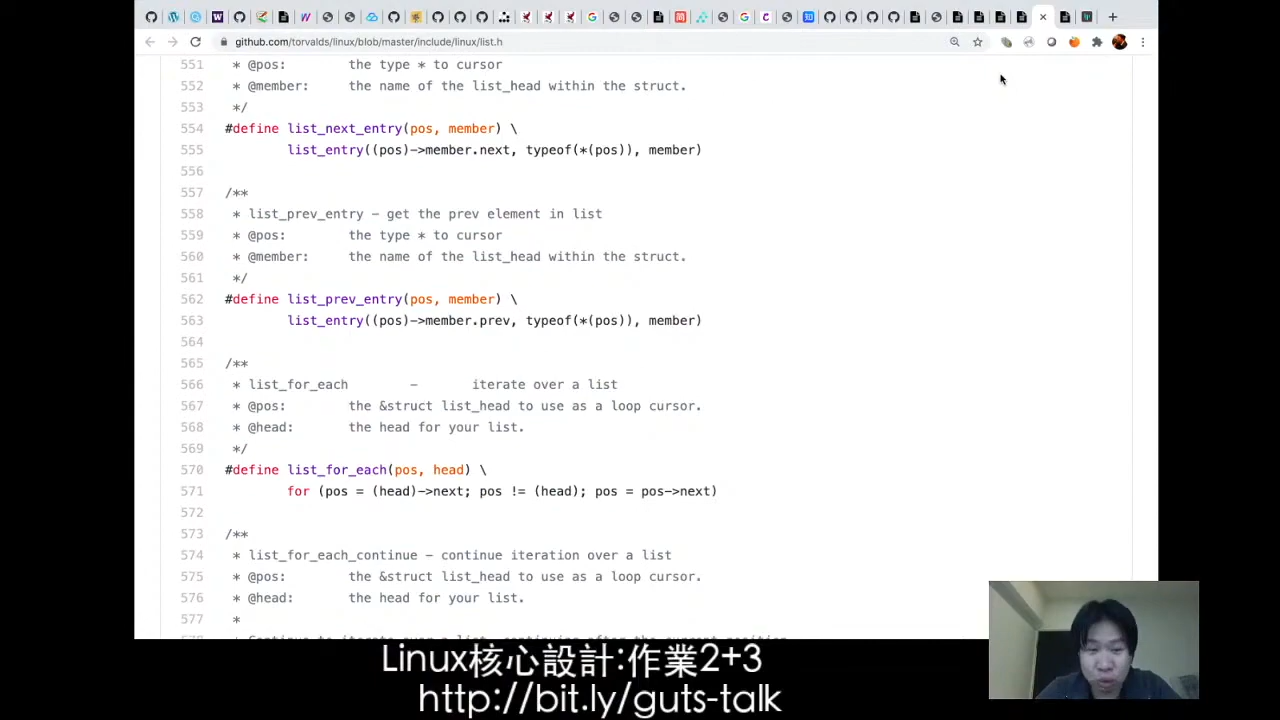 github.com/torvalds/linux/blob/master/include/linux/list.h
551 * @pos: the type * to cursor
552 * @member: the name of the list_head within the struct.
553 */
554 #define list_next_entry(pos, member) \
555 list_entry((pos)->member.next, typeof(*(pos)), member)
556
557 /**
558 * list_prev_entry - get the prev element in list
559 * @pos: the type * to cursor
560 * @member: the name of the list_head within the struct.
561 */
562 #define list_prev_entry(pos, member) \
563 list_entry((pos)->member.prev, typeof(*(pos)), member)
564
565 /**
566 * list_for_each - iterate over a list
567 * @pos: the &struct list_head to use as a loop cursor.
568 * @head: the head for your list.
569 */
570 #define list_for_each(pos, head) \
571 for (pos = (head)->next; pos != (head); pos = pos->next)
572
573 /**
574 * list_for_each_continue - continue iteration over a list
575 * @pos: the &struct list_head to use as a loop cursor.
576 * @head: the head for your list.
577 *
Linux核心設計:作業2+3
http://bit.ly/guts-talk